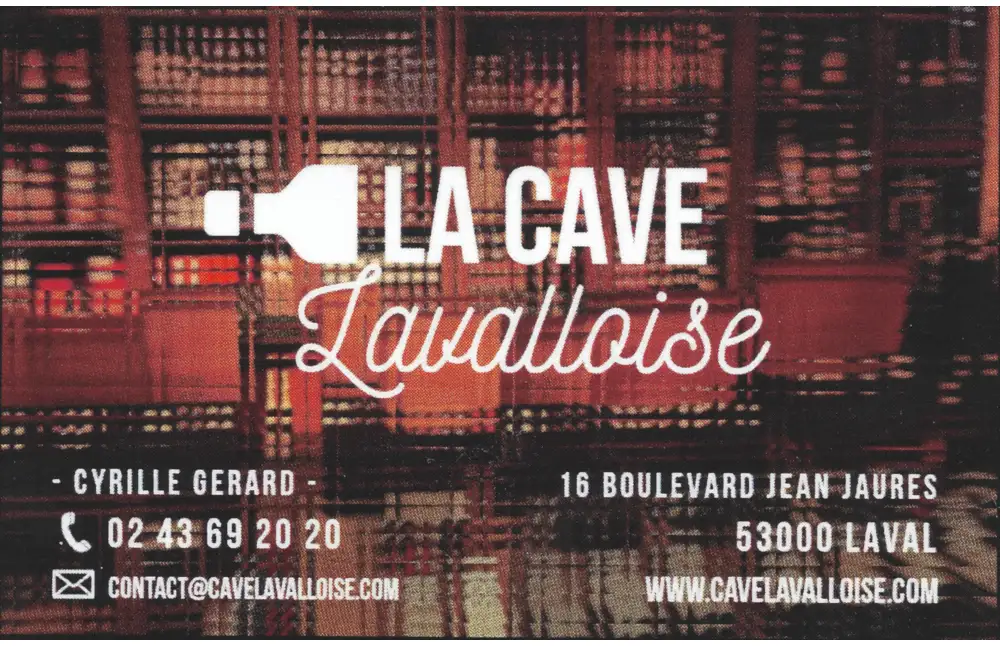 LA CAVE
Lavalloise
- CYRILLE GERARD -
02 43 69 20 20
CONTACT@CAVELAVALLOISE.COM
16 BOULEVARD JEAN JAURES
53000 LAVAL
WWW.CAVELAVALLOISE.COM